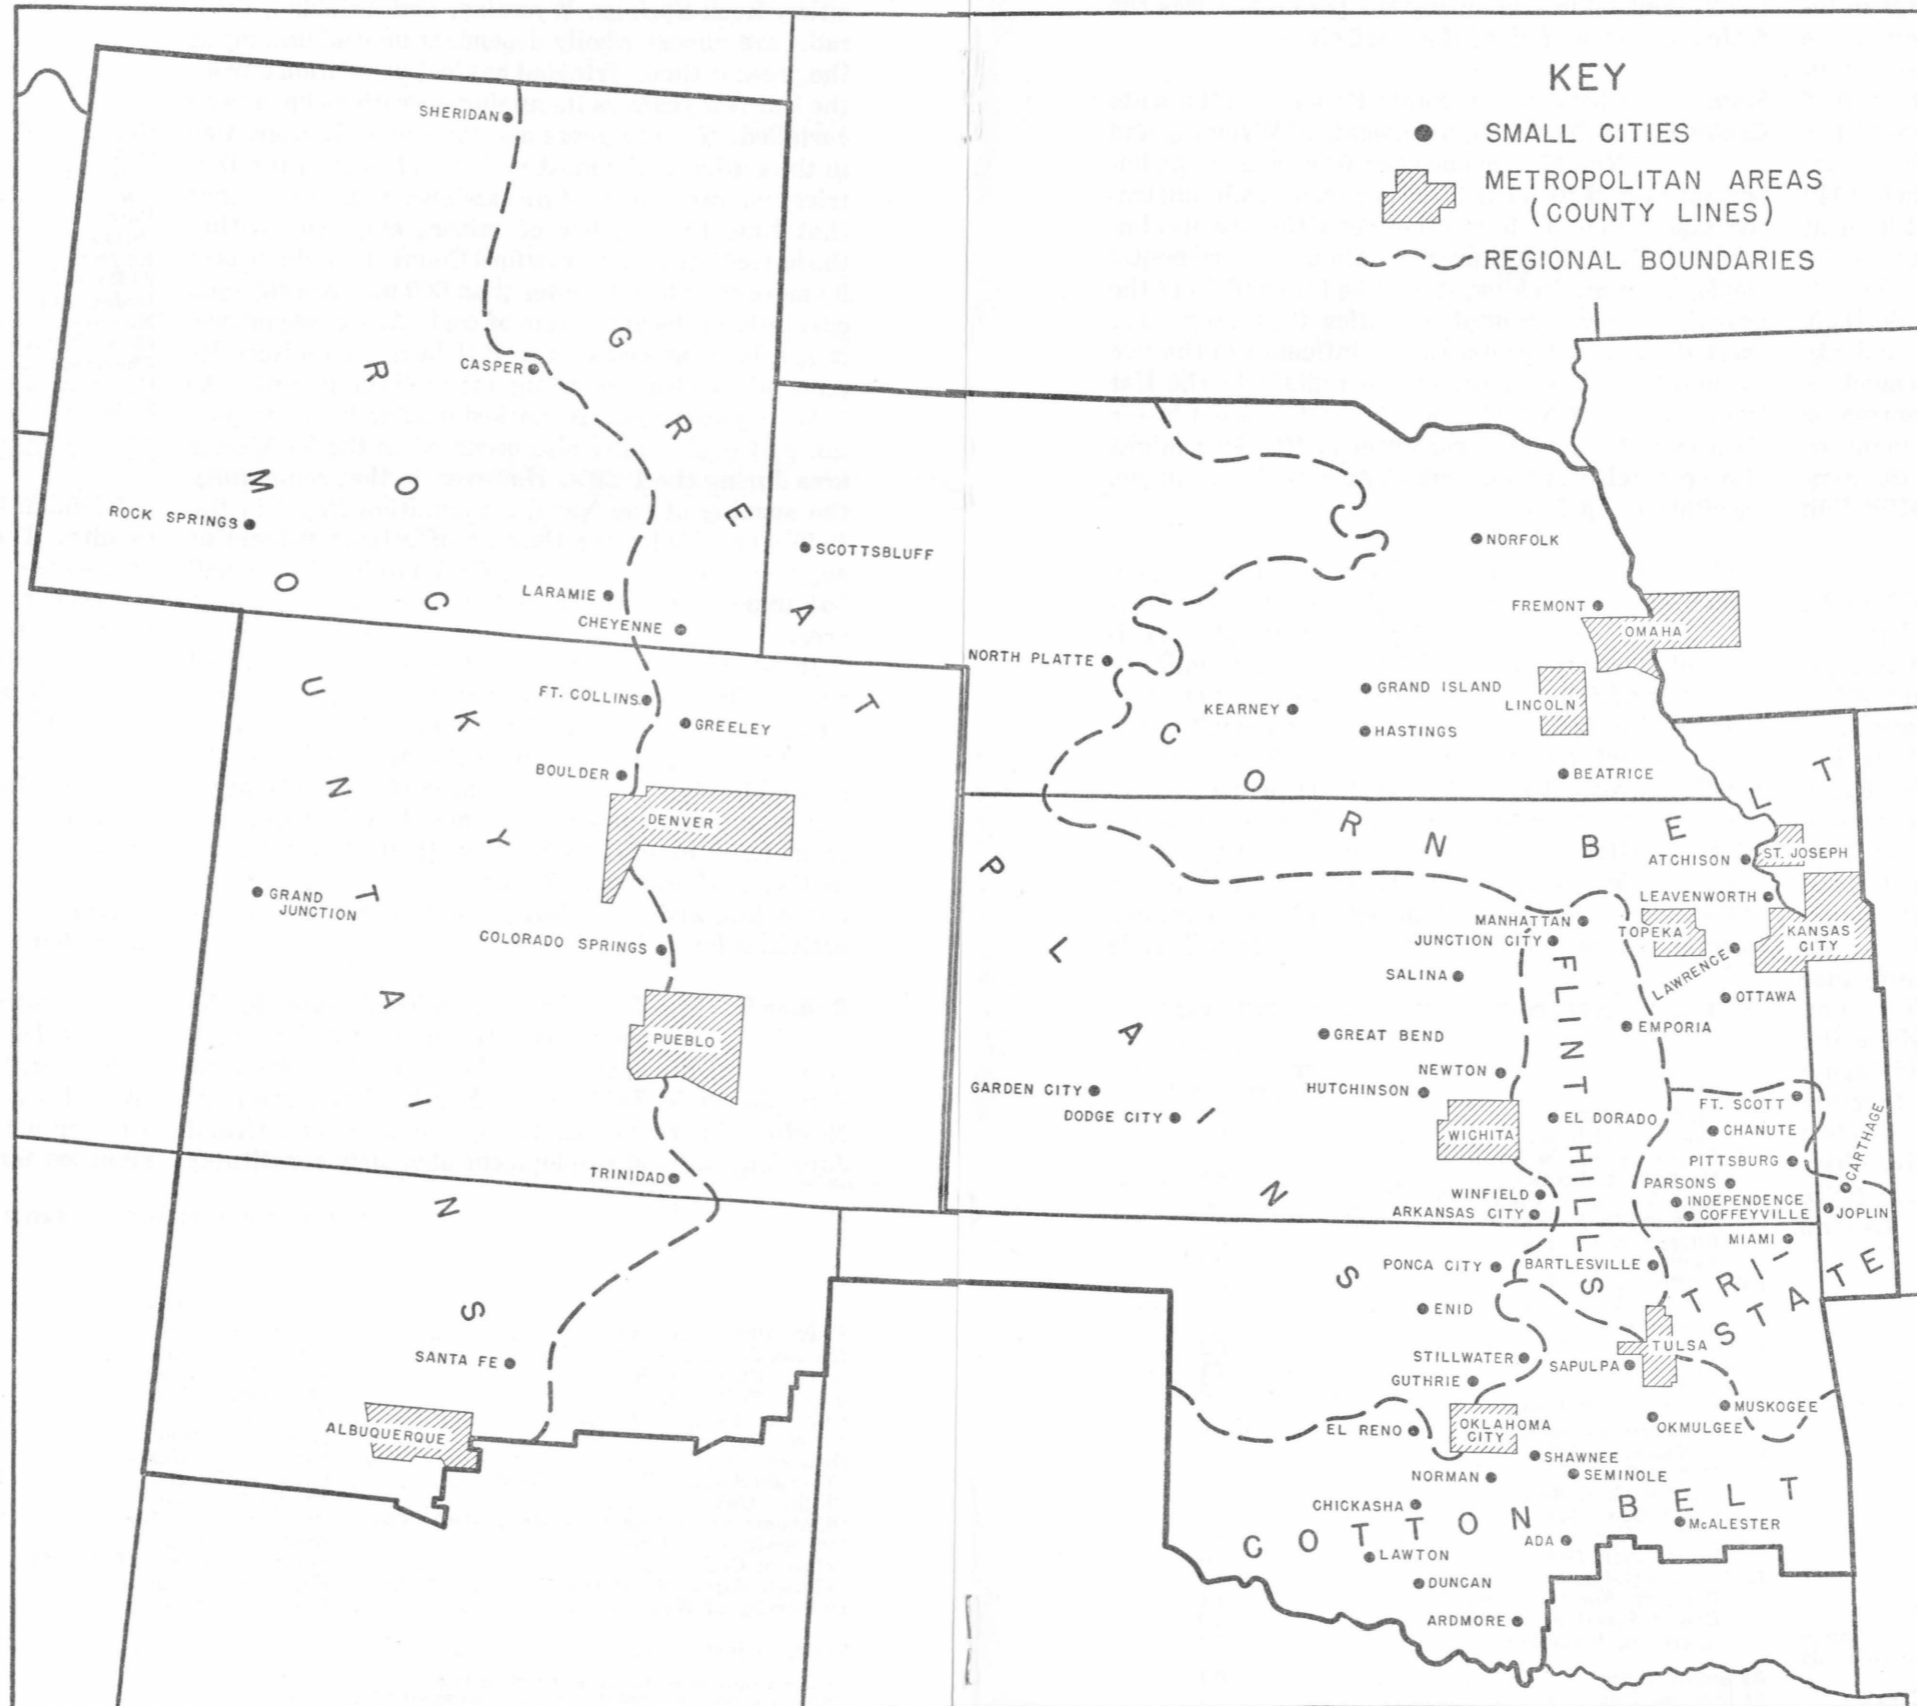 KEY
SMALL CITIES
METROPOLITAN AREAS
(COUNTY LINES)
REGIONAL BOUNDARIES
ROCKY
MOUNTAINS
GREAT
PLAINS
CORN BELT
FLINT HILLS
TRI-
STATE
COTTON BELT
SHERIDAN
CASPER
ROCK SPRINGS
LARAMIE
CHEYENNE
SCOTTSBLUFF
NORFOLK
FREMONT
OMAHA
NORTH PLATTE
GRAND ISLAND
LINCOLN
KEARNEY
HASTINGS
BEATRICE
FT. COLLINS
GREELEY
BOULDER
DENVER
GRAND
JUNCTION
COLORADO SPRINGS
PUEBLO
TRINIDAD
SANTA FE
ALBUQUERQUE
ATCHISON
ST. JOSEPH
LEAVENWORTH
MANHATTAN
TOPEKA
KANSAS
CITY
JUNCTION CITY
LAWRENCE
SALINA
OTTAWA
EMPORIA
GREAT BEND
NEWTON
HUTCHINSON
GARDEN CITY
DODGE CITY
FT. SCOTT
EL DORADO
CHANUTE
WICHITA
CARTHAGE
PITTSBURG
PARSONS
WINFIELD
INDEPENDENCE
ARKANSAS CITY
COFFEYVILLE
JOPLIN
MIAMI
PONCA CITY
BARTLESVILLE
ENID
TULSA
STILLWATER
SAPULPA
GUTHRIE
MUSKOGEE
EL RENO
OKLAHOMA
CITY
OKMULGEE
SHAWNEE
NORMAN
SEMINOLE
CHICKASHA
McALESTER
ADA
LAWTON
DUNCAN
ARDMORE